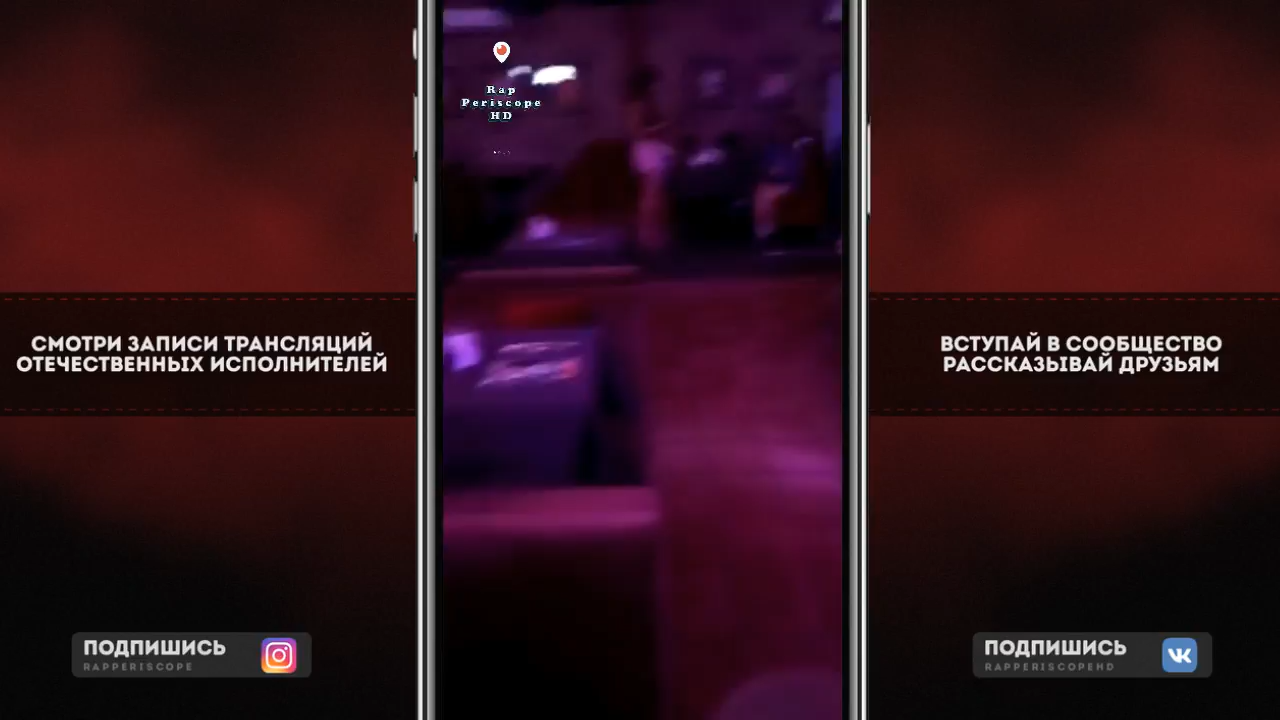 Rap
Periscope
HD
СМОТРИ ЗАПИСИ ТРАНСЛЯЦИЙ
ОТЕЧЕСТВЕННЫХ ИСПОЛНИТЕЛЕЙ
ВСТУПАЙ В СООБЩЕСТВО
РАССКАЗЫВАЙ ДРУЗЬЯМ
ПОДПИШИСЬ
RAPPERISCOPE
ПОДПИШИСЬ
RAPPERISCOPEHD